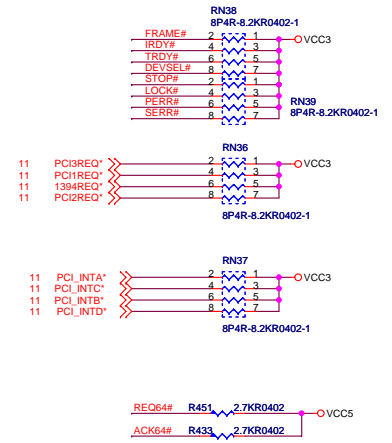 RN38
8P4R-8.2KR0402-1
FRAME# 2 1 VCC3
IRDY# 4 3
TRDY# 6 5
DEVSEL# 8 7
STOP# 2 1
LOCK# 4 3 RN39
PERR# 6 5 8P4R-8.2KR0402-1
SERR# 8 7
RN36
11 PCI3REQ* 2 1 VCC3
11 PCI1REQ* 4 3
11 1394REQ* 6 5
11 PCI2REQ* 8 7
8P4R-8.2KR0402-1
RN37
11 PCI_INTA* 2 1 VCC3
11 PCI_INTC* 4 3
11 PCI_INTB* 6 5
11 PCI_INTD* 8 7
8P4R-8.2KR0402-1
REQ64# R451 2.7KR0402 VCC5
ACK64# R433 2.7KR0402